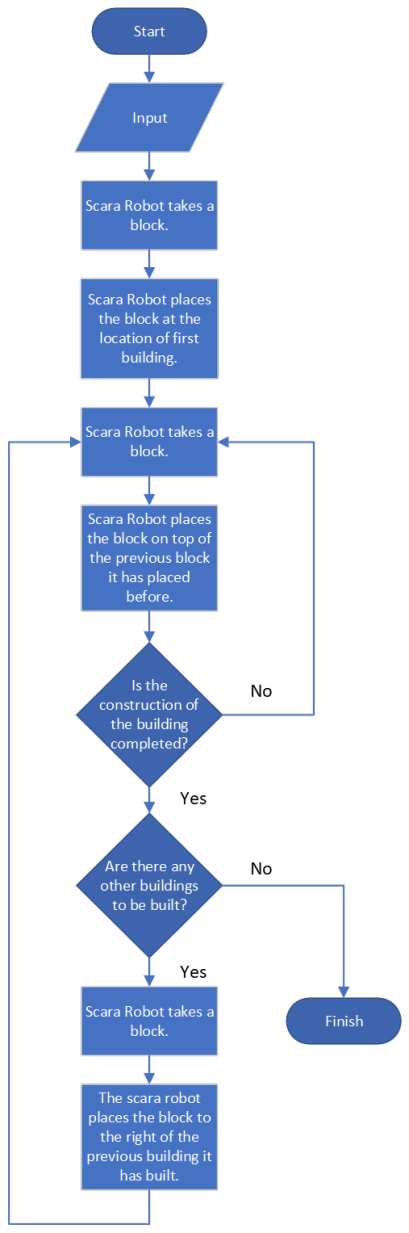 Start
Input
Scara Robot takes a
block.
Scara Robot places
the block at the
location of first
building.
Scara Robot takes a
block.
Scara Robot places
the block on top of
the previous block
it has placed
before.
Is the
construction of
the building
completed?
No
Yes
Are there any
other buildings
to be built?
No
Yes
Scara Robot takes a
block.
Finish
The scara robot
places the block to
the right of the
previous building it
has built.